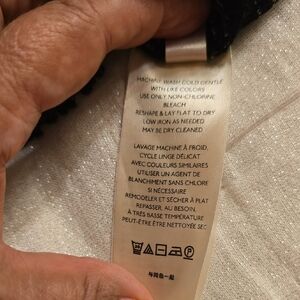 MACHINE WASH COLD GENTLE
WITH LIKE COLORS
USE ONLY NON-CHLORINE
BLEACH
RESHAPE & LAY FLAT TO DRY
LOW IRON AS NEEDED
MAY BE DRY CLEANED
LAVAGE MACHINE À FROID,
CYCLE LINGE DÉLICAT
AVEC COULEURS SIMILAIRES
UTILISER UN AGENT DE
BLANCHIMENT SANS CHLORE
SI NÉCESSAIRE
REMODELER ET SÉCHER À PLAT
REPASSER, AU BESOIN,
À TRÈS BASSE TEMPÉRATURE
PEUT-ÊTRE ÊTRE NETTOYÉE SEC